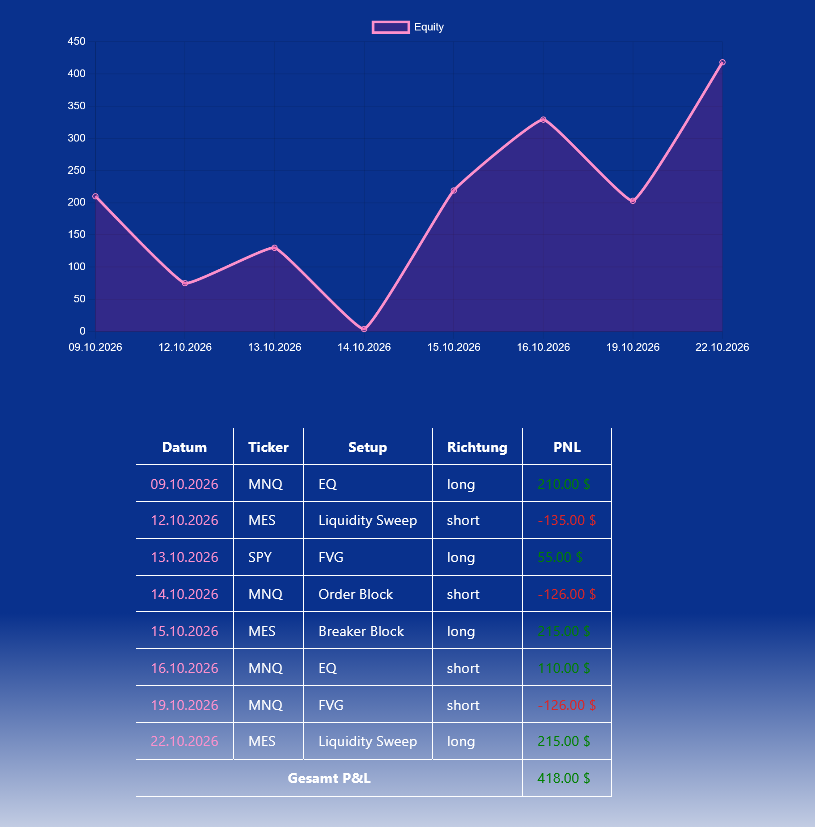 Equity
450
400
350
300
250
200
150
100
50
0
09.10.2026 12.10.2026 13.10.2026 14.10.2026 15.10.2026 16.10.2026 19.10.2026 22.10.2026
Datum Ticker Setup Richtung PNL
09.10.2026 MNQ EQ long 210.00 $
12.10.2026 MES Liquidity Sweep short -135.00 $
13.10.2026 SPY FVG long 55.00 $
14.10.2026 MNQ Order Block short -126.00 $
15.10.2026 MES Breaker Block long 215.00 $
16.10.2026 MNQ EQ short 110.00 $
19.10.2026 MNQ FVG short -126.00 $
22.10.2026 MES Liquidity Sweep long 215.00 $
Gesamt P&L 418.00 $